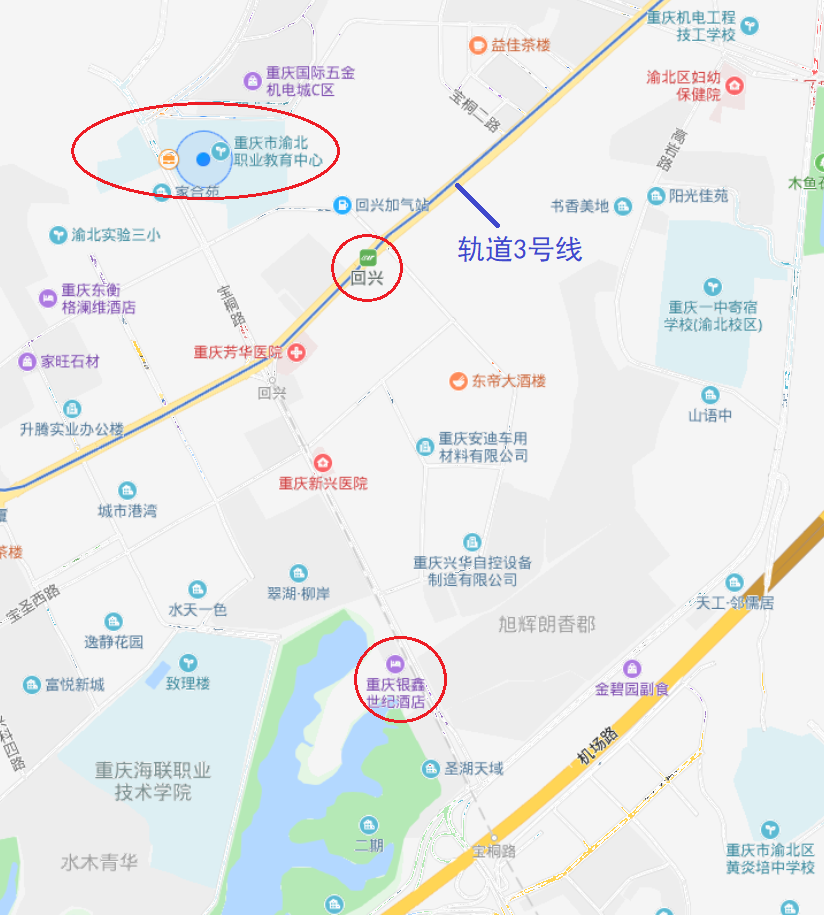 重庆机电工程
技工学校
益佳茶楼
重庆国际五金
机电城C区
渝北区妇幼
保健院
宝桐二路
高岩路
重庆市渝北
职业教育中心
木鱼石
家合苑
阳光佳苑
回兴加气站
书香美地
渝北实验三小
轨道3号线
回兴
重庆东衡
格澜维酒店
宝桐路
重庆一中寄宿
学校(渝北校区)
重庆芳华医院
家旺石材
东帝大酒楼
回兴
山语中
升腾实业办公楼
重庆安迪车用
材料有限公司
重庆新兴医院
城市港湾
茶楼
重庆兴华自控设备
制造有限公司
翠湖·柳岸
宝圣西路
水天一色
天工·邻儒居
旭辉朗香郡
逸静花园
重庆银鑫
世纪酒店
富悦新城
致理楼
金碧园副食
机场路
兴科四路
重庆海联职业
技术学院
圣湖天域
二期
宝桐路
水木青华
重庆市渝北区
黄炎培中学校